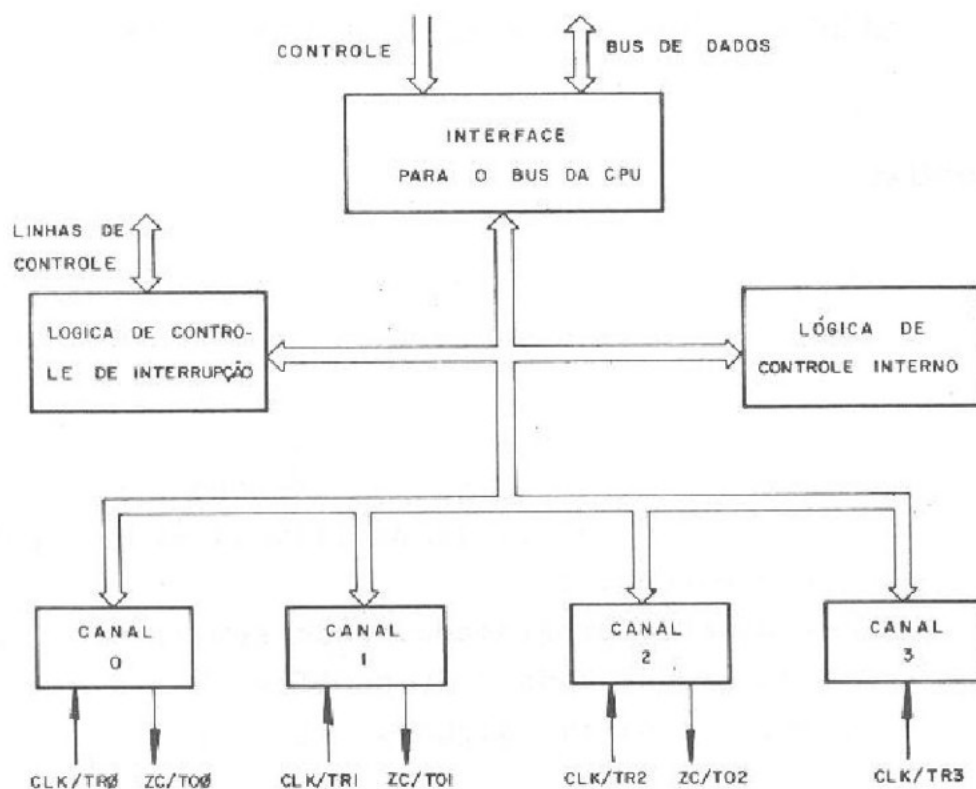 CONTROLE
BUS DE DADOS
INTERFACE
PARA O BUS DA CPU
LINHAS DE
CONTROLE
LOGICA DE CONTRO-
LE DE INTERRUPÇÃO
LÓGICA DE
CONTROLE INTERNO
CANAL
0
CANAL
1
CANAL
2
CANAL
3
CLK/TRØ
ZC/TOØ
CLK/TR1
ZC/TO1
CLK/TR2
ZC/TO2
CLK/TR3